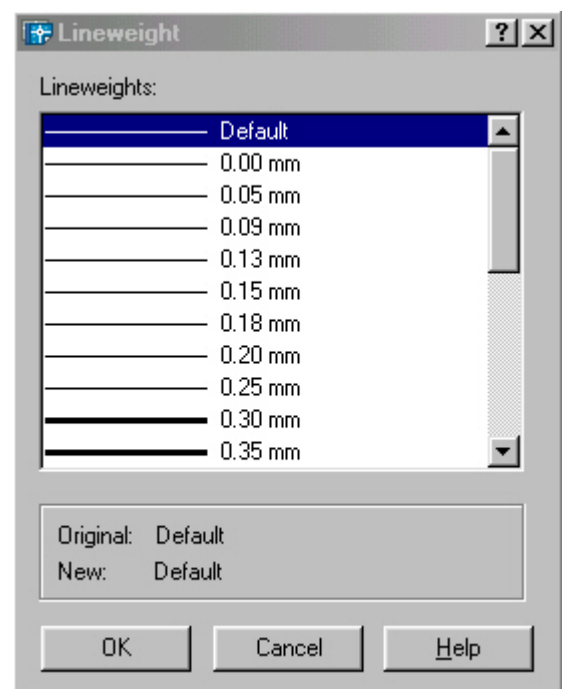 Lineweight
Lineweights:
Default
0.00 mm
0.05 mm
0.09 mm
0.13 mm
0.15 mm
0.18 mm
0.20 mm
0.25 mm
0.30 mm
0.35 mm
Original: Default
New: Default
OK Cancel Help